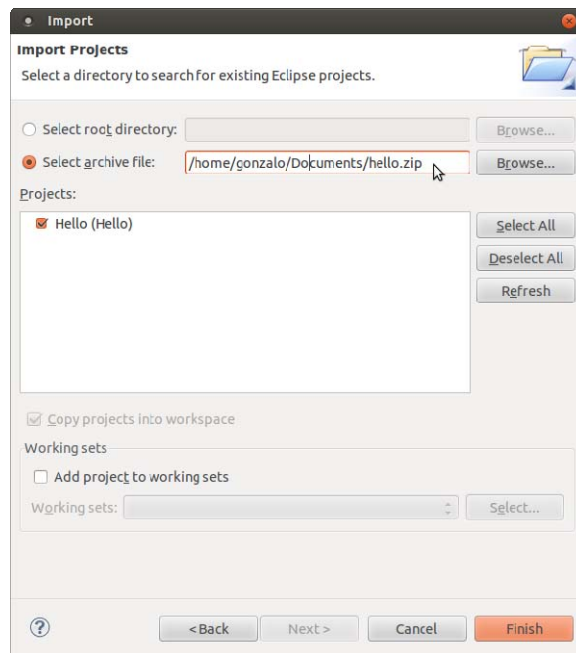 Import
Import Projects
Select a directory to search for existing Eclipse projects.
Select root directory:
Browse...
Select archive file: /home/gonzalo/Documents/hello.zip Browse...
Projects:
Hello (Hello)
Select All
Deselect All
Refresh
Copy projects into workspace
Working sets
Add project to working sets
Working sets:
Select...
?
< Back
Next >
Cancel
Finish